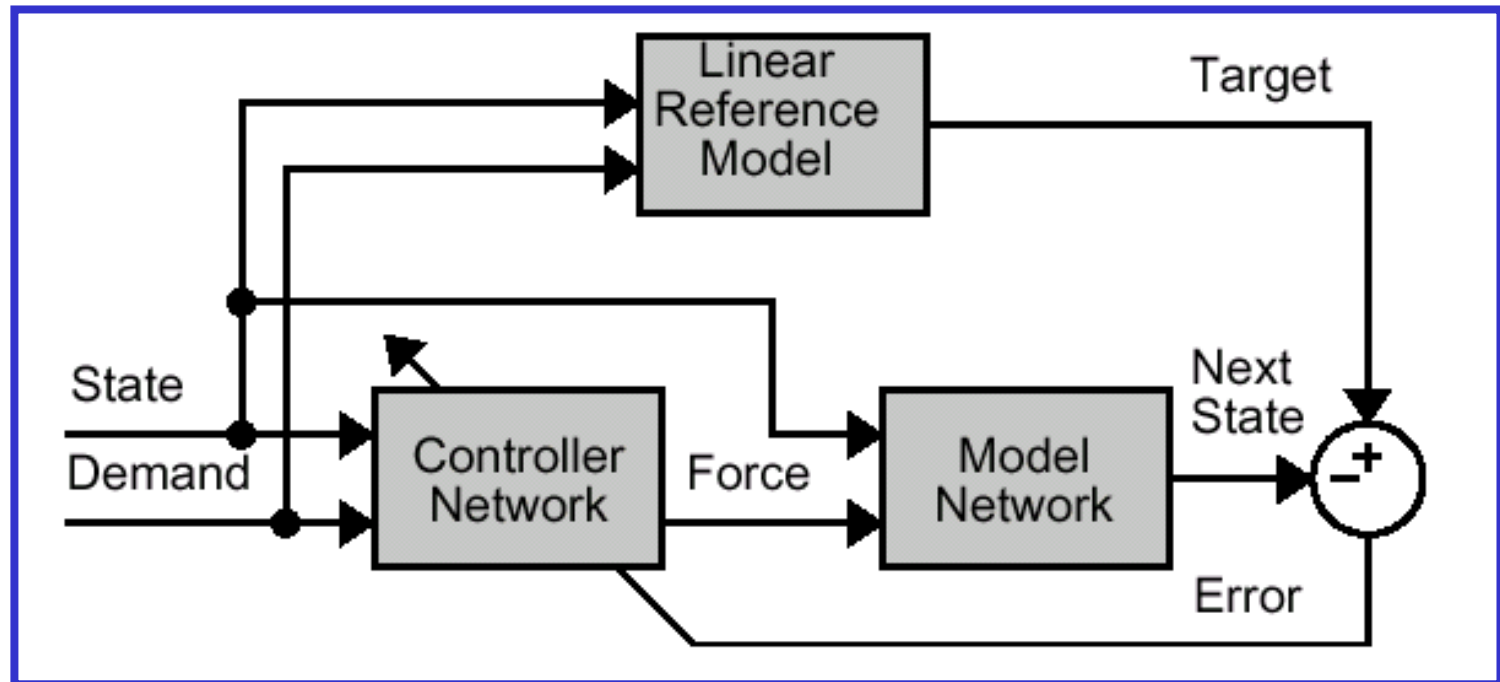 Linear
Reference
Model
Target
State
Demand
Controller
Network
Force
Model
Network
Next
State
+
−
Error